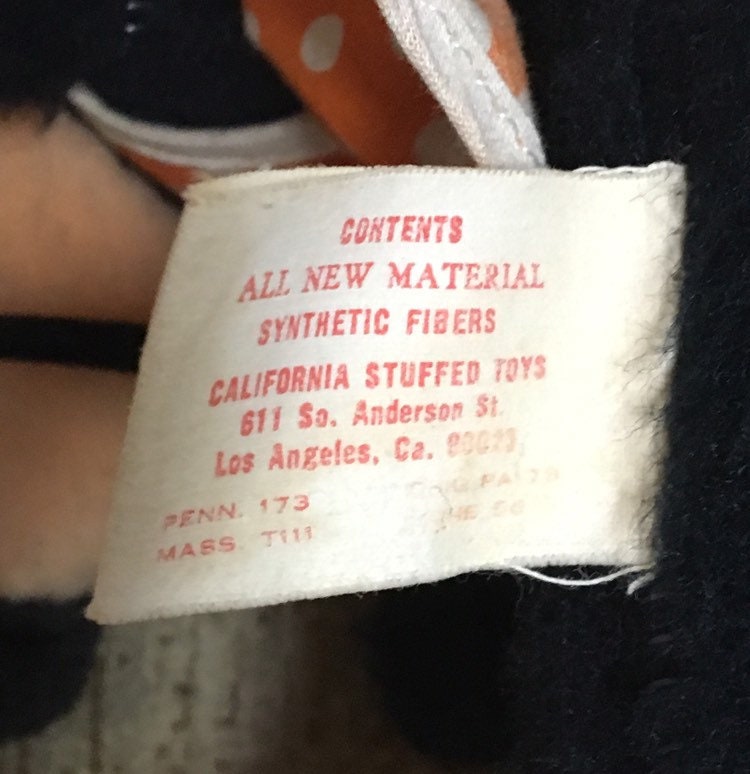 CONTENTS
ALL NEW MATERIAL
SYNTHETIC FIBERS
CALIFORNIA STUFFED TOYS
611 So. Anderson St.
Los Angeles, Ca.
PENN. 173
MASS. T111